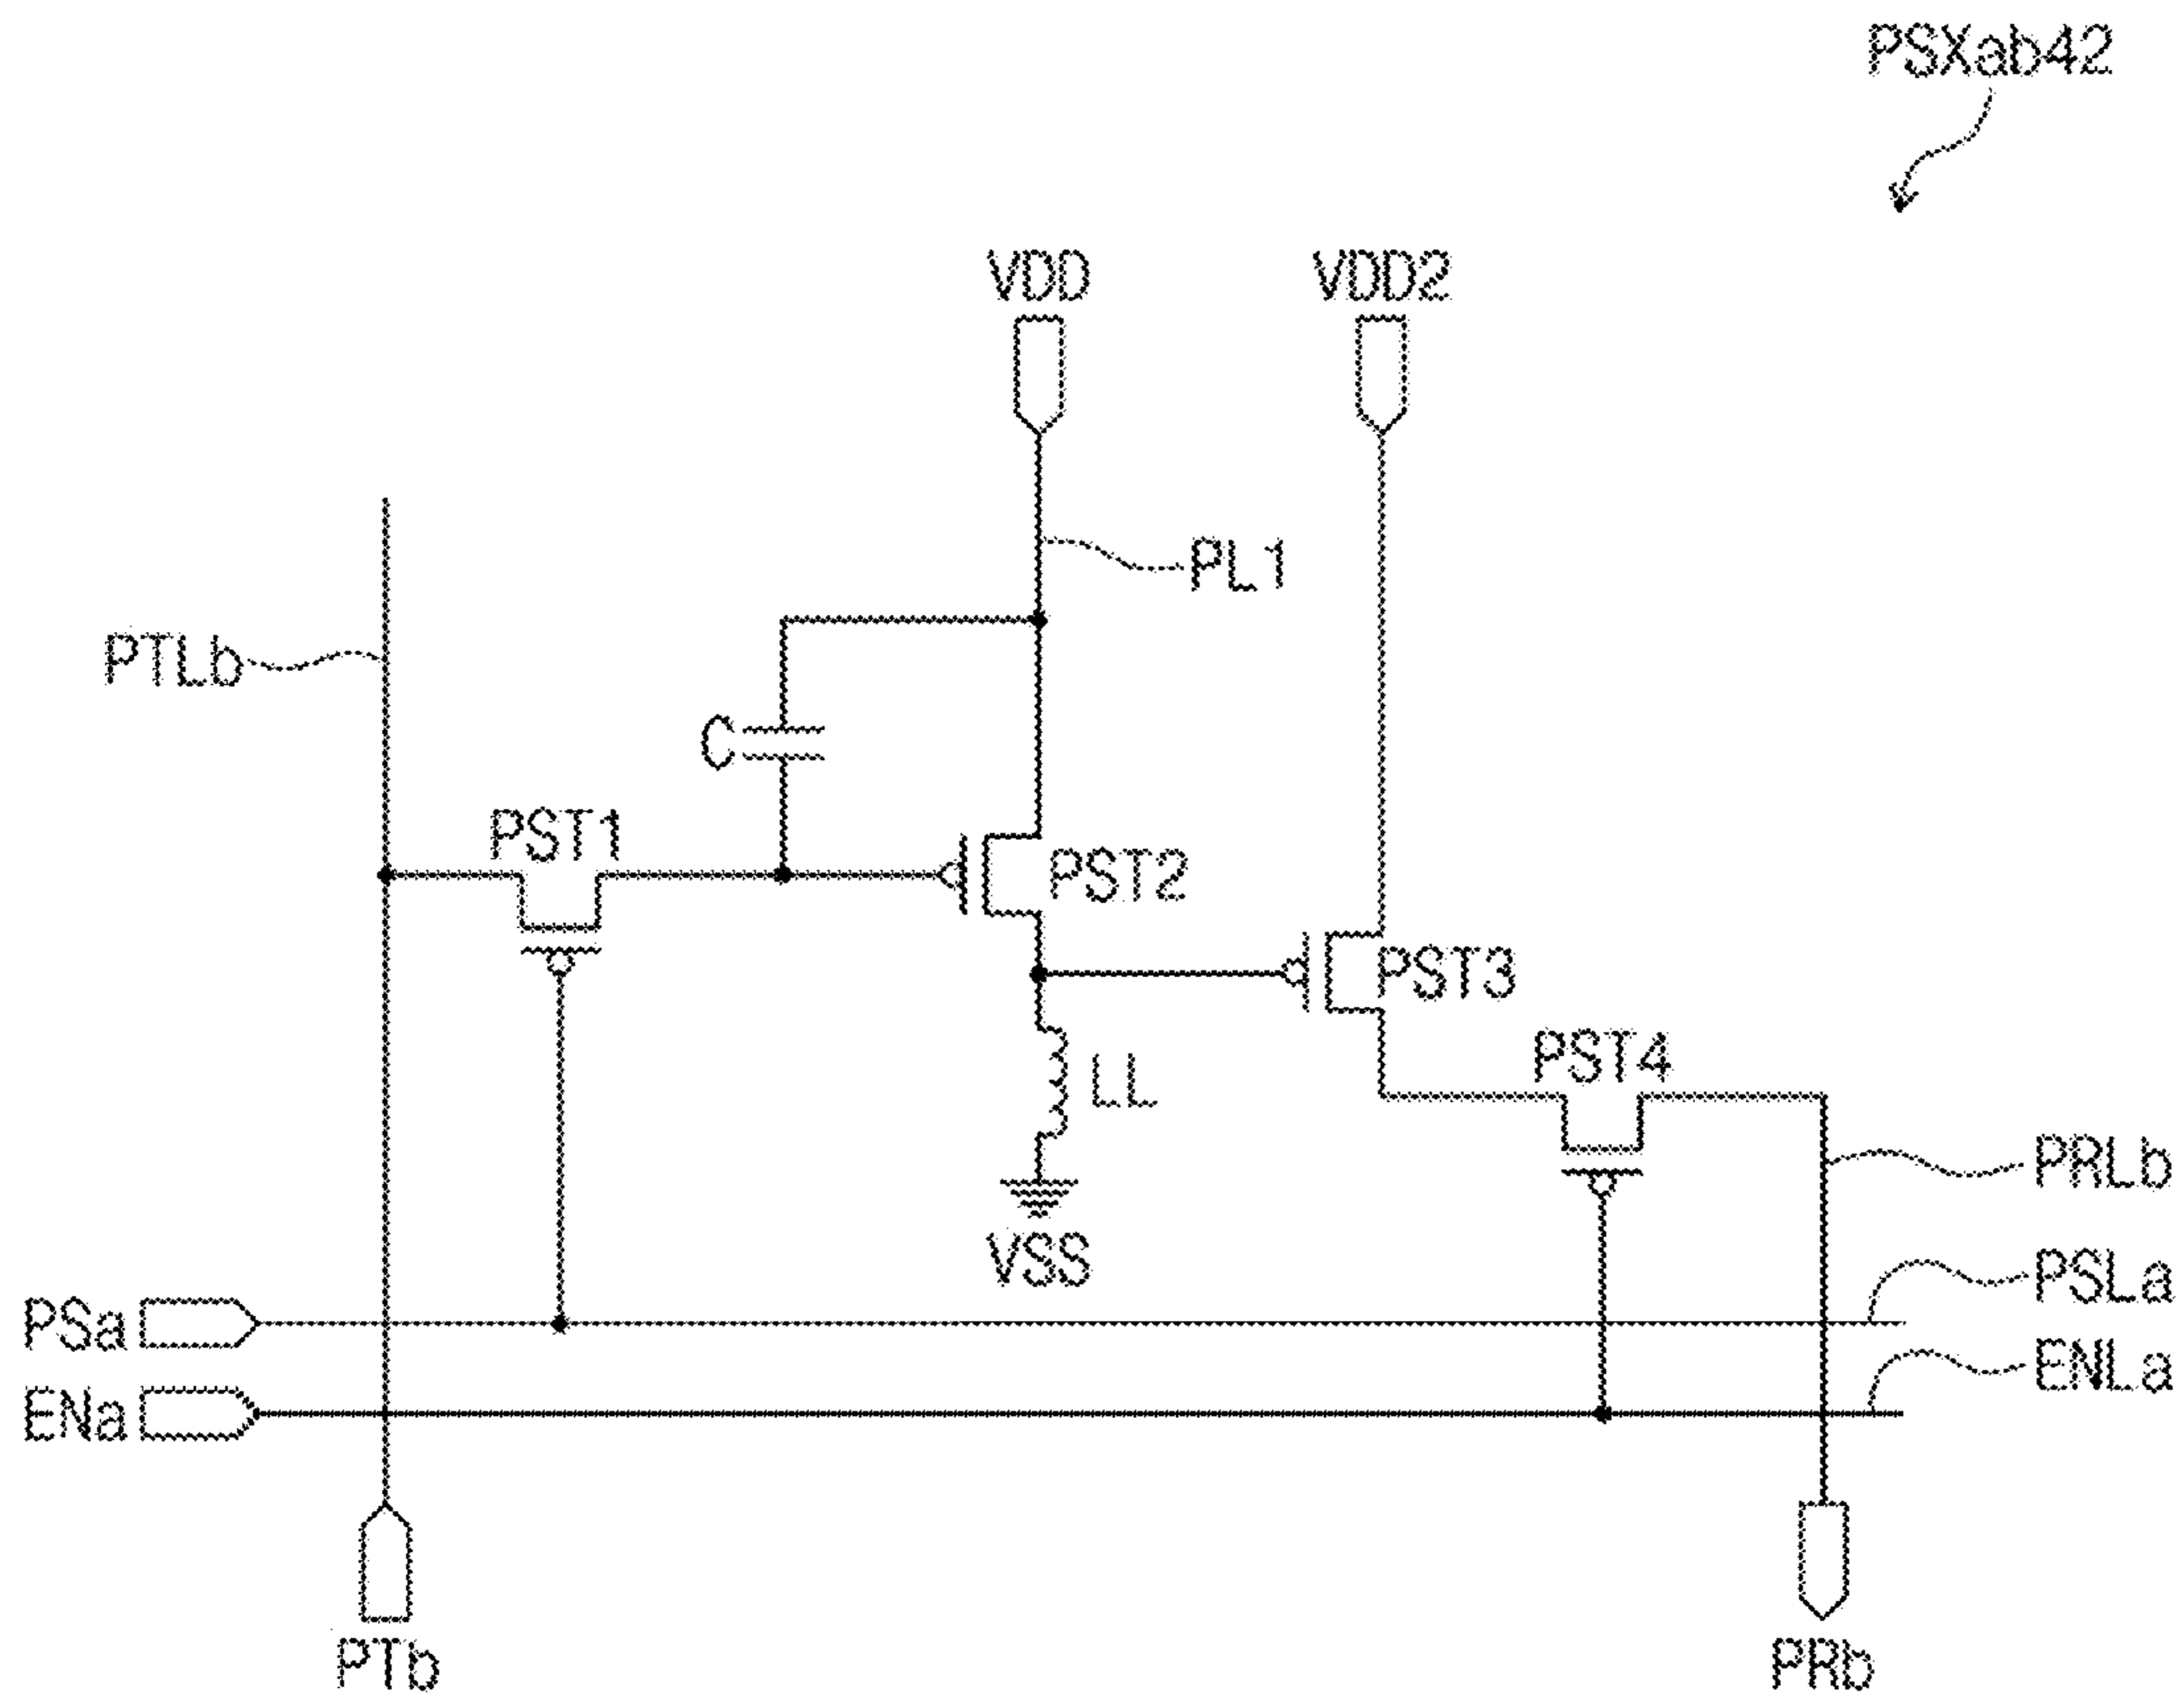 PSXab42
VDD
VDD2
PL1
PTLb
C
PST1
PST2
PST3
PST4
LL
PRLb
VSS
PSLa
PSa
ENLa
ENa
PTb
PRb